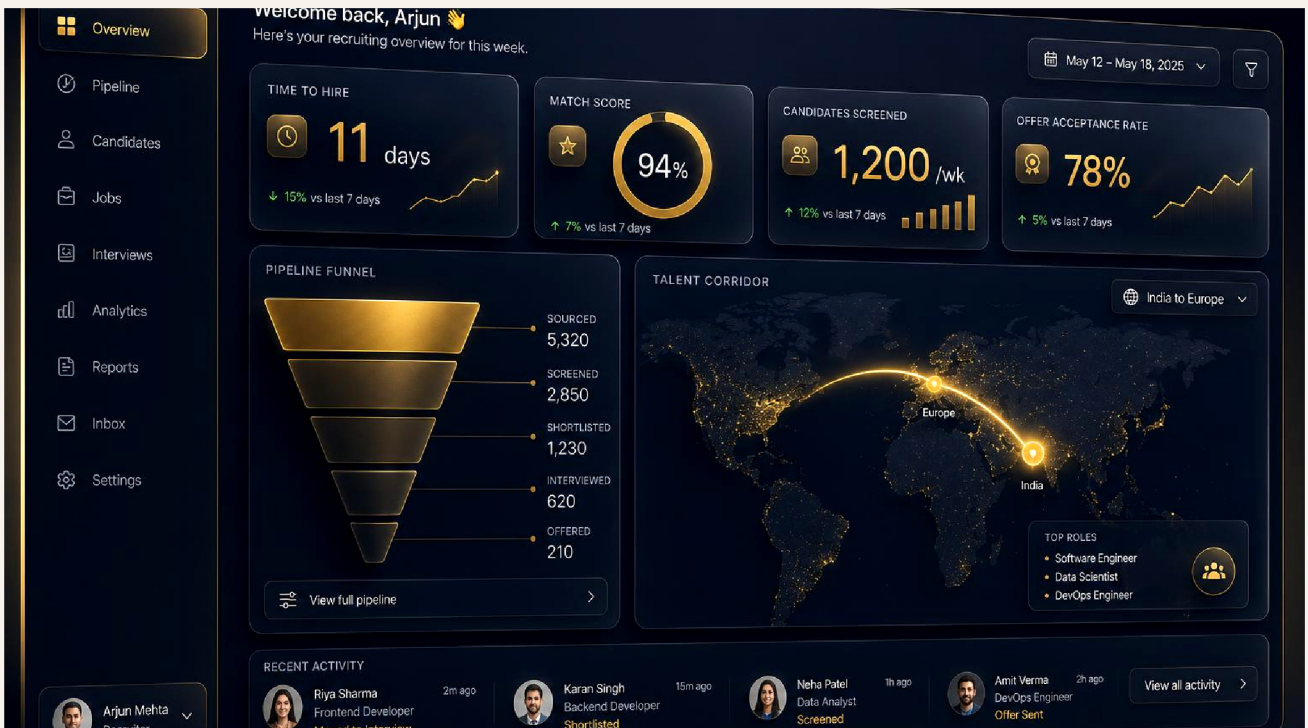 Overview
Pipeline
Candidates
Jobs
Interviews
Analytics
Reports
Inbox
Settings
Arjun Mehta
Welcome back, Arjun 👋
Here's your recruiting overview for this week.
May 12 – May 18, 2025
TIME TO HIRE
11 days
↓ 15% vs last 7 days
MATCH SCORE
94%
↑ 7% vs last 7 days
CANDIDATES SCREENED
1,200 /wk
↑ 12% vs last 7 days
OFFER ACCEPTANCE RATE
78%
↑ 5% vs last 7 days
PIPELINE FUNNEL
SOURCED
5,320
SCREENED
2,850
SHORTLISTED
1,230
INTERVIEWED
620
OFFERED
210
View full pipeline
TALENT CORRIDOR
India to Europe
Europe
India
TOP ROLES
• Software Engineer
• Data Scientist
• DevOps Engineer
RECENT ACTIVITY
Riya Sharma 2m ago
Frontend Developer
Karan Singh 15m ago
Backend Developer
Shortlisted
Neha Patel 1h ago
Data Analyst
Screened
Amit Verma 2h ago
DevOps Engineer
Offer Sent
View all activity